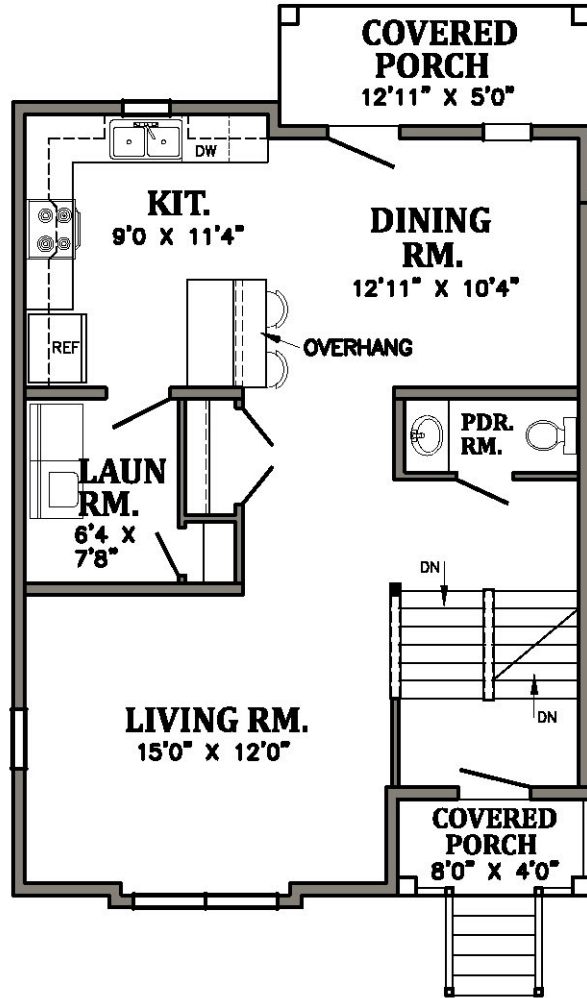 COVERED
PORCH
12'11" X 5'0"
DW
KIT.
9'0 X 11'4"
DINING
RM.
12'11" X 10'4"
REF
OVERHANG
PDR.
RM.
LAUN
RM.
6'4 X
7'8"
DN
DN
LIVING RM.
15'0" X 12'0"
COVERED
PORCH
8'0" X 4'0"